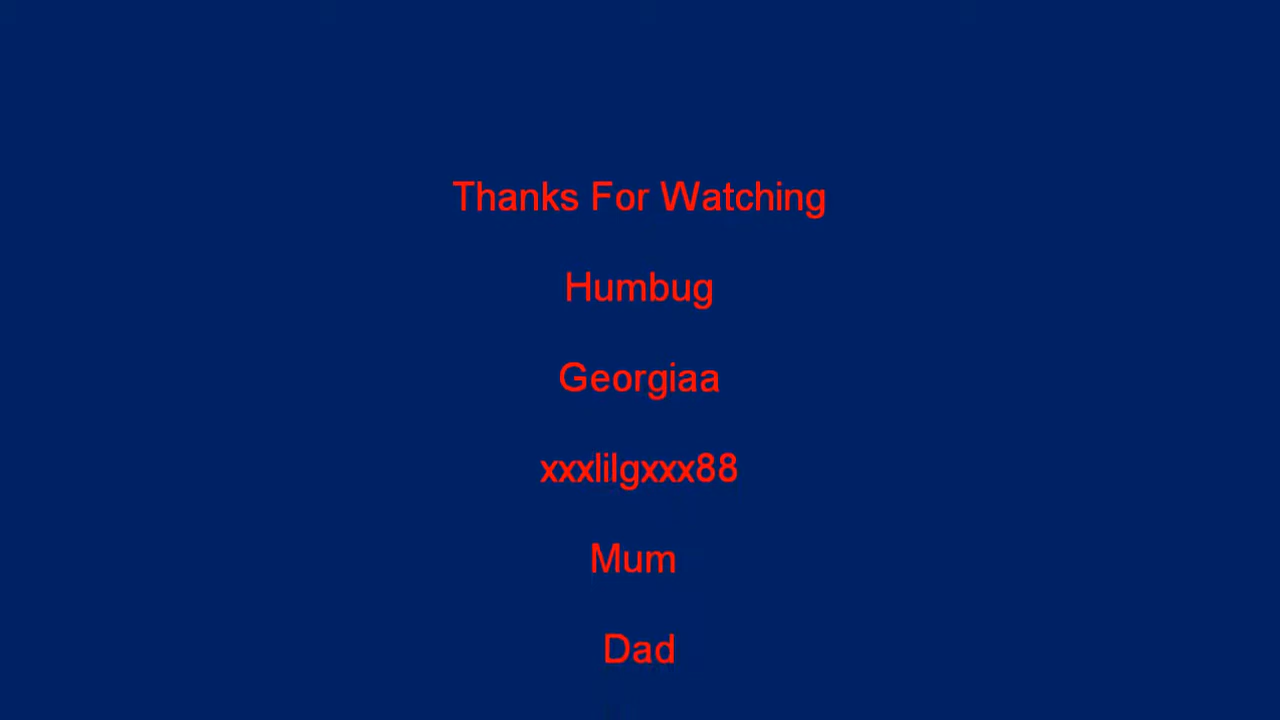 Thanks For Watching
Humbug
Georgiaa
xxxlilgxxx88
Mum
Dad